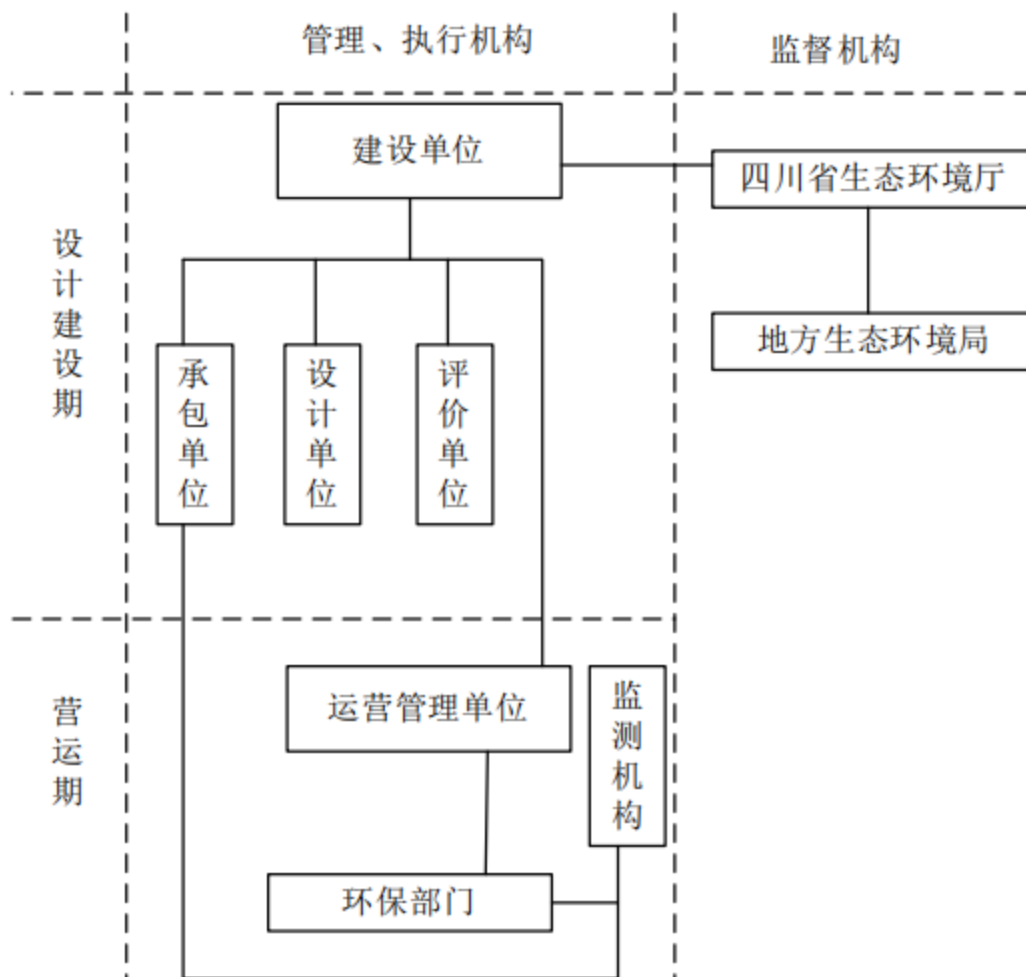 管理、执行机构
监督机构
设计建设期
建设单位
四川省生态环境厅
地方生态环境局
承包单位
设计单位
评价单位
营运期
运营管理单位
监测机构
环保部门